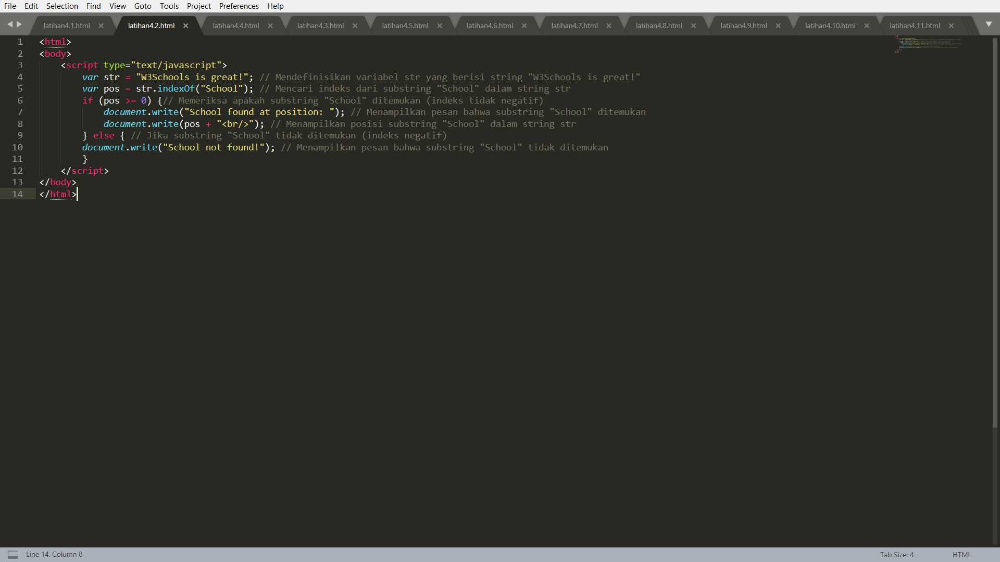 File Edit Selection Find View Goto Tools Project Preferences Help
latihan4.1.html × latihan4.2.html × latihan4.4.html × latihan4.3.html × latihan4.5.html × latihan4.6.html × latihan4.7.html × latihan4.8.html × latihan4.9.html × latihan4.10.html × latihan4.11.html ×
1 <html>
2 <body>
3     <script type="text/javascript">
4         var str = "W3Schools is great!"; // Mendefinisikan variabel str yang berisi string "W3Schools is great!"
5         var pos = str.indexOf("School"); // Mencari indeks dari substring "School" dalam string str
6         if (pos >= 0) {// Memeriksa apakah substring "School" ditemukan (indeks tidak negatif)
7             document.write("School found at position: "); // Menampilkan pesan bahwa substring "School" ditemukan
8             document.write(pos + "<br/>"); // Menampilkan posisi substring "School" dalam string str
9         } else { // Jika substring "School" tidak ditemukan (indeks negatif)
10         document.write("School not found!"); // Menampilkan pesan bahwa substring "School" tidak ditemukan
11         }
12     </script>
13 </body>
14 </html>
Line 14, Column 8 Tab Size: 4 HTML